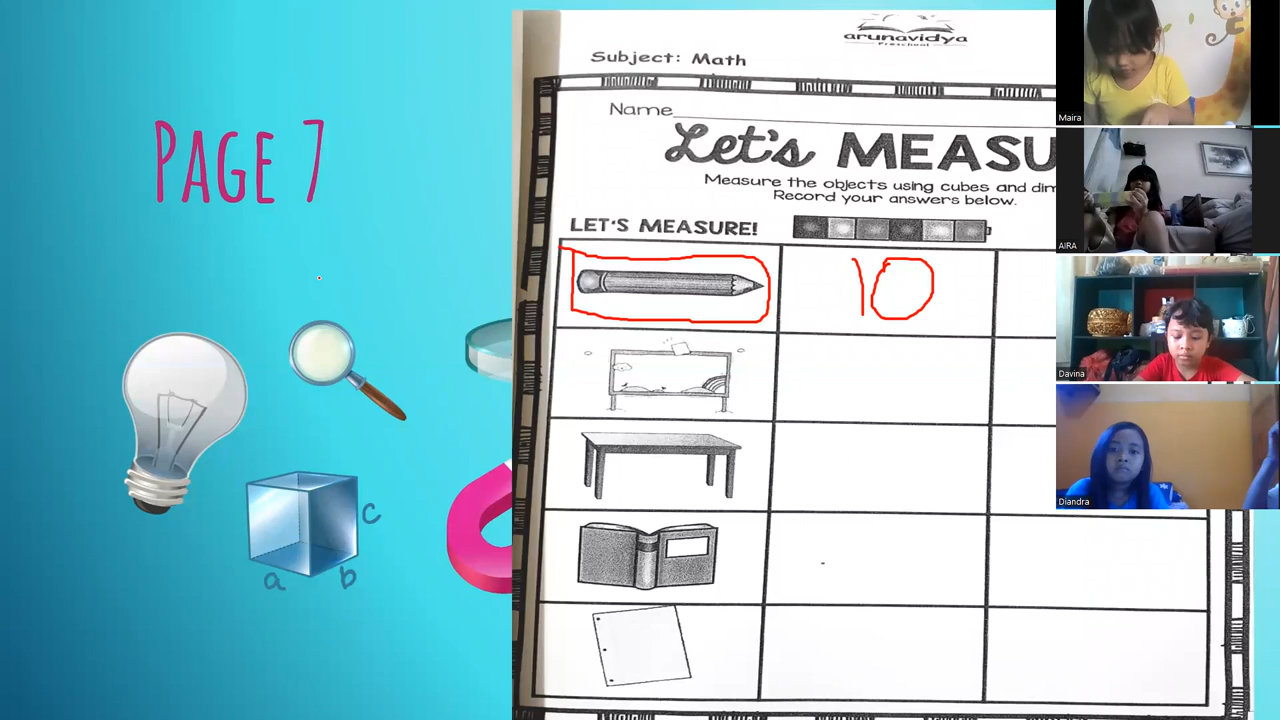 PAGE 7
a
b
c
arunavidya
Preschool
Subject: Math
Name
Let's MEASU
Measure the objects using cubes and dim
Record your answers below.
LET'S MEASURE!
10
Maira
AIRA
Davina
Diandra